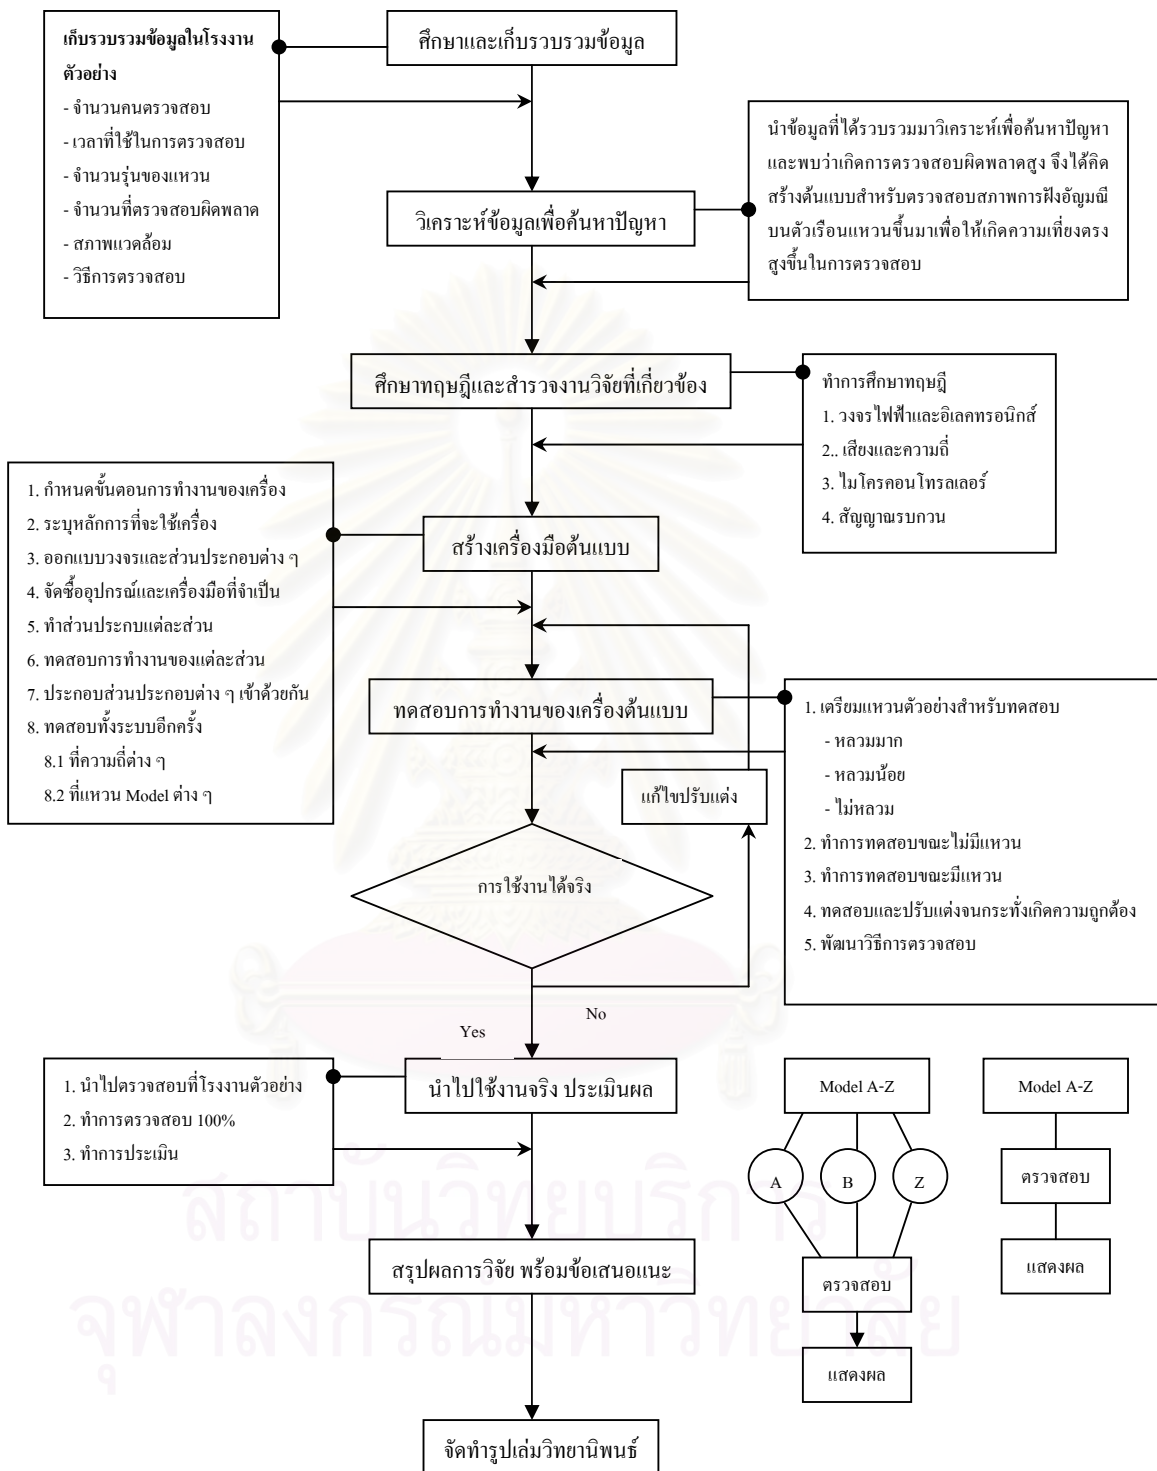 ศึกษาและเก็บรวบรวมข้อมูล
เก็บรวบรวมข้อมูลในโรงงาน
ตัวอย่าง
- จำนวนคนตรวจสอบ
- เวลาที่ใช้ในการตรวจสอบ
- จำนวนรุ่นของแหวน
- จำนวนที่ตรวจสอบผิดพลาด
- สภาพแวดล้อม
- วิธีการตรวจสอบ
วิเคราะห์ข้อมูลเพื่อค้นหาปัญหา
นำข้อมูลที่ได้รวบรวมมาวิเคราะห์เพื่อค้นหาปัญหา
และพบว่าเกิดการตรวจสอบผิดพลาดสูง จึงได้คิด
สร้างต้นแบบสำหรับตรวจสอบสภาพการฝังอัญมณี
บนตัวเรือนแหวนขึ้นมาเพื่อให้เกิดความเที่ยงตรง
สูงขึ้นในการตรวจสอบ
ศึกษาทฤษฎีและสำรวจงานวิจัยที่เกี่ยวข้อง
ทำการศึกษาทฤษฎี
1. วงจรไฟฟ้าและอิเลคทรอนิกส์
2.. เสียงและความถี่
3. ไมโครคอนโทรลเลอร์
4. สัญญาณรบกวน
สร้างเครื่องมือต้นแบบ
1. กำหนดขั้นตอนการทำงานของเครื่อง
2. ระบุหลักการที่จะใช้เครื่อง
3. ออกแบบวงจรและส่วนประกอบต่าง ๆ
4. จัดซื้ออุปกรณ์และเครื่องมือที่จำเป็น
5. ทำส่วนประกบแต่ละส่วน
6. ทดสอบการทำงานของแต่ละส่วน
7. ประกอบส่วนประกอบต่าง ๆ เข้าด้วยกัน
8. ทดสอบทั้งระบบอีกครั้ง
8.1 ที่ความถี่ต่าง ๆ
8.2 ที่แหวน Model ต่าง ๆ
ทดสอบการทำงานของเครื่องต้นแบบ
1. เตรียมแหวนตัวอย่างสำหรับทดสอบ
- หลวมมาก
- หลวมน้อย
- ไม่หลวม
2. ทำการทดสอบขณะไม่มีแหวน
3. ทำการทดสอบขณะมีแหวน
4. ทดสอบและปรับแต่งจนกระทั่งเกิดความถูกต้อง
5. พัฒนาวิธีการตรวจสอบ
แก้ไขปรับแต่ง
การใช้งานได้จริง
No
Yes
นำไปใช้งานจริง ประเมินผล
1. นำไปตรวจสอบที่โรงงานตัวอย่าง
2. ทำการตรวจสอบ 100%
3. ทำการประเมิน
สรุปผลการวิจัย พร้อมข้อเสนอแนะ
จัดทำรูปเล่มวิทยานิพนธ์
Model A-Z
A B Z
ตรวจสอบ
แสดงผล
Model A-Z
ตรวจสอบ
แสดงผล
สถาบันวิทยบริการ
จุฬาลงกรณ์มหาวิทยาลัย